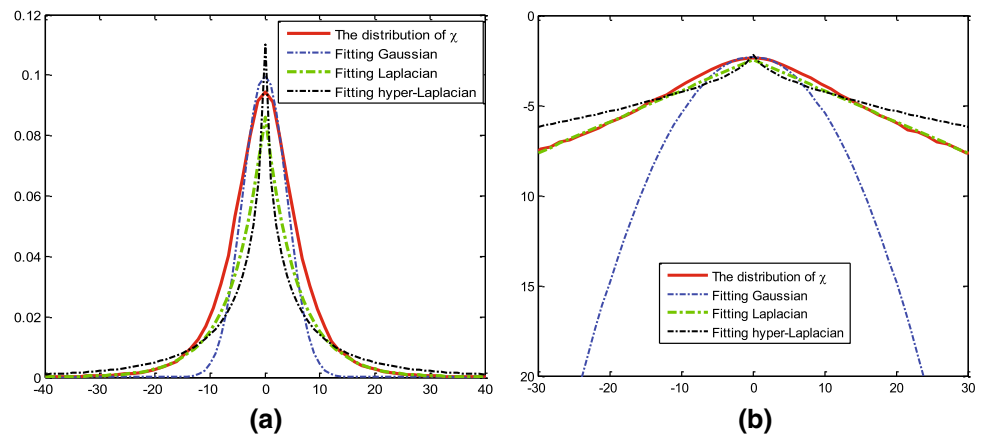 0.12
0.1
0.08
0.06
0.04
0.02
0
-40 -30 -20 -10 0 10 20 30 40
The distribution of χ
Fitting Gaussian
Fitting Laplacian
Fitting hyper-Laplacian
(a)
0
-5
10
15
20
-30 -20 -10 0 10 20 30
The distribution of χ
Fitting Gaussian
Fitting Laplacian
Fitting hyper-Laplacian
(b)